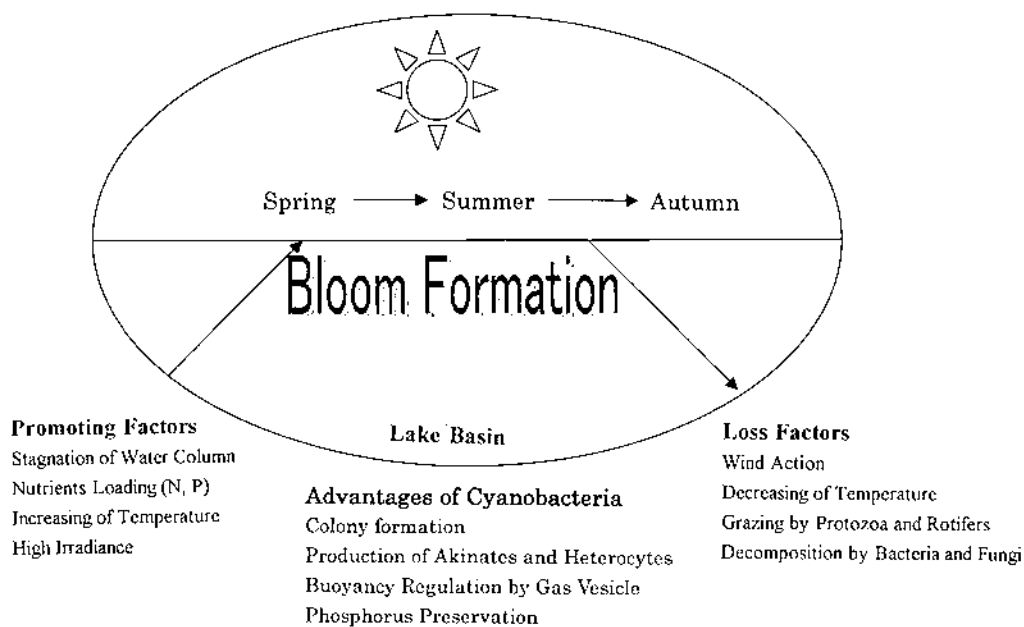 Spring Summer Autumn
Bloom Formation
Lake Basin
Promoting Factors
Stagnation of Water Column
Nutrients Loading (N, P)
Increasing of Temperature
High Irradiance
Advantages of Cyanobacteria
Colony formation
Production of Akinates and Heterocytes
Buoyancy Regulation by Gas Vesicle
Phosphorus Preservation
Loss Factors
Wind Action
Decreasing of Temperature
Grazing by Protozoa and Rotifers
Decomposition by Bacteria and Fungi